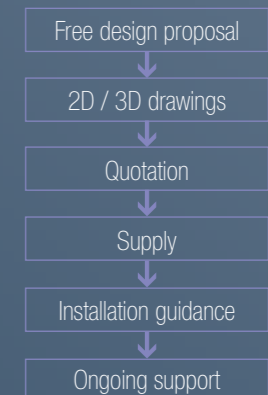 Free design proposal
2D / 3D drawings
Quotation
Supply
Installation guidance
Ongoing support